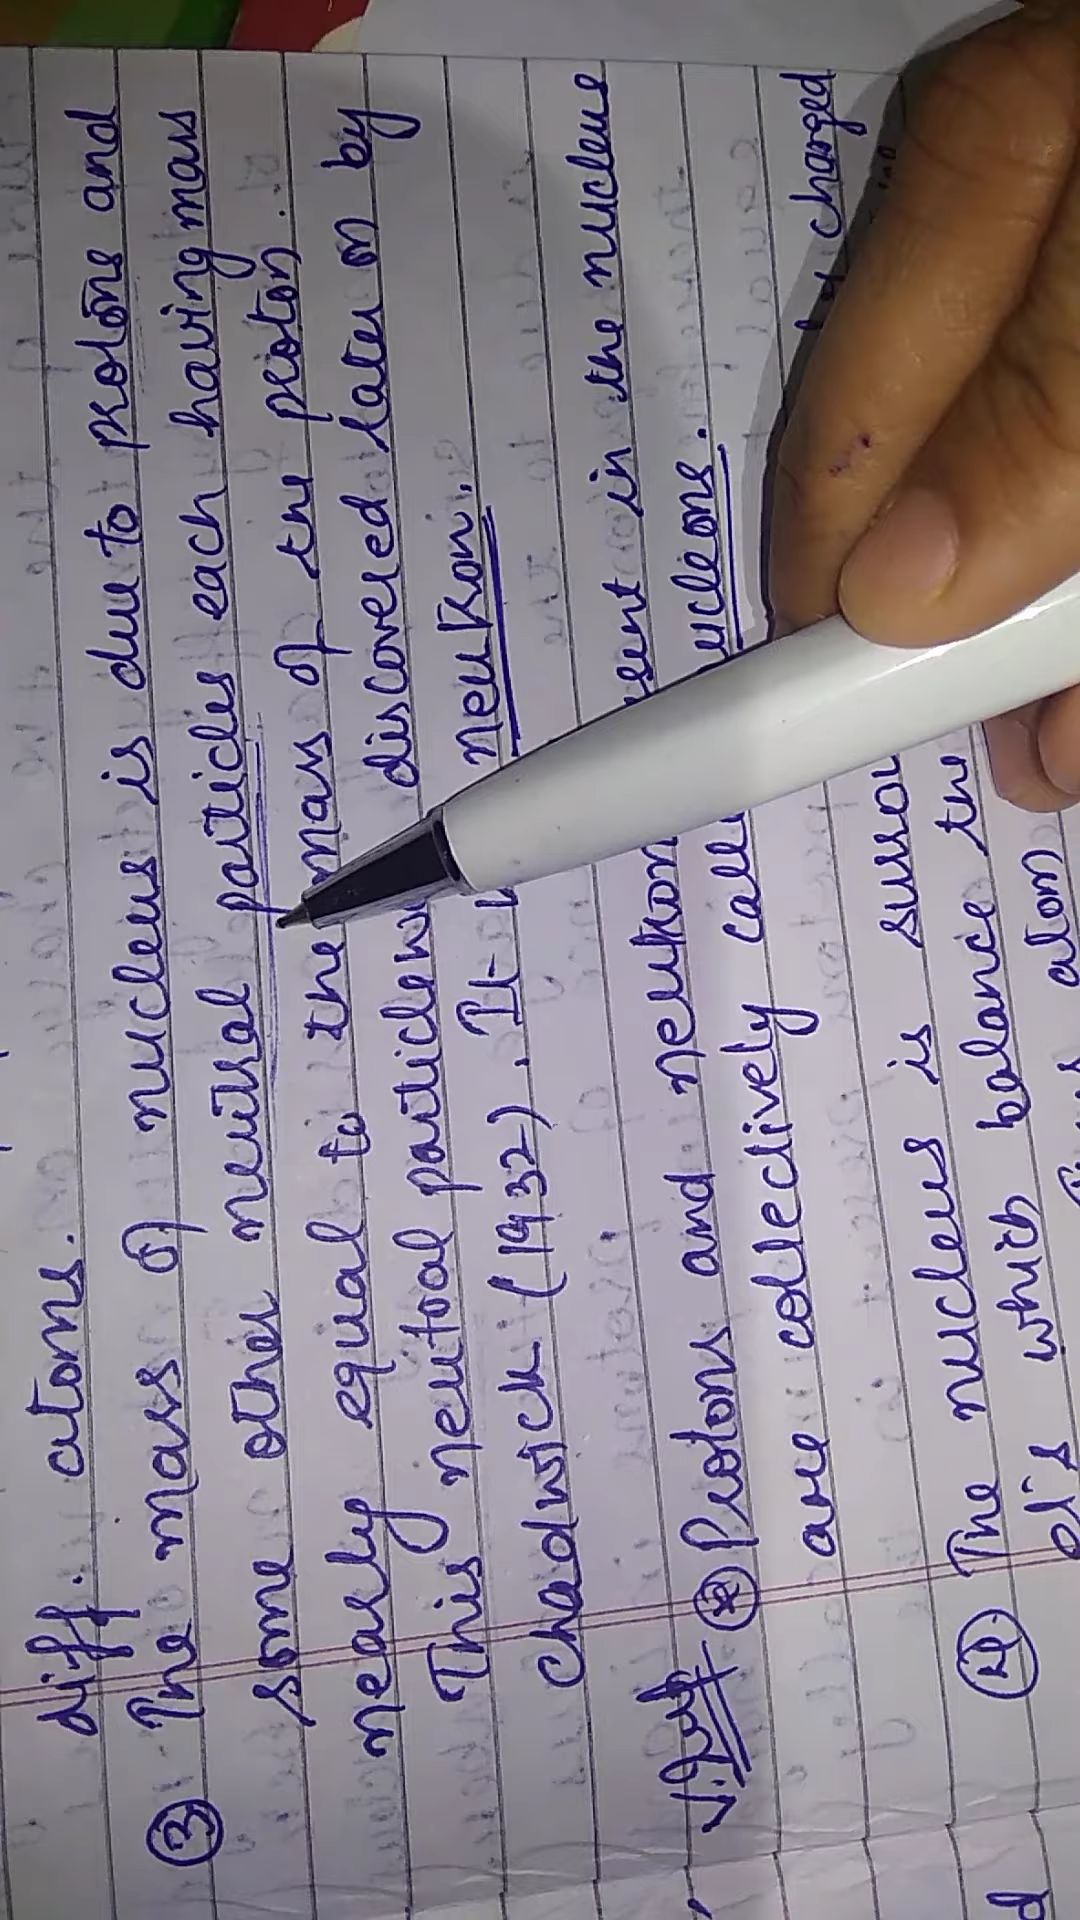 diff. atoms.
③ The mass of nucleus is due to protons and
some other neutral particles each having mass
nearly equal to the mass of the proton.
This neutral particle discovered later on by
Chadwick (1932). It neutron.
V. Imp * Protons and neutron sent in the nucleus
are collectively called nucleons.
④ The nucleus is surrou charged
el's which balance the
atom